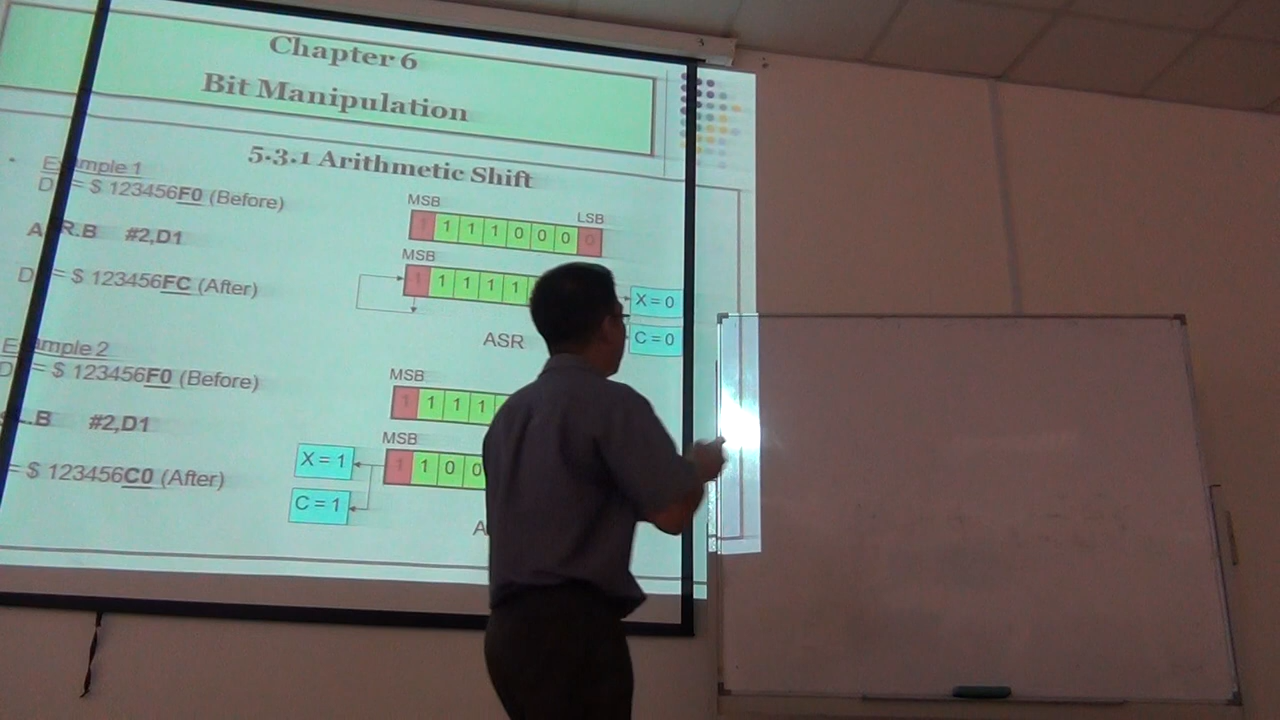 Chapter 6
Bit Manipulation
5.3.1 Arithmetic Shift
Example 1
= $ 123456F0 (Before)
MSB
LSB
1 1 1 1 0 0 0 0
R.B #2,D1
MSB
1 1 1 1 1
= $ 123456FC (After)
X = 0
C = 0
ASR
Example 2
= $ 123456F0 (Before)
MSB
1 1 1 1
.B #2,D1
MSB
1 1 0 0
X = 1
= $ 123456C0 (After)
C = 1